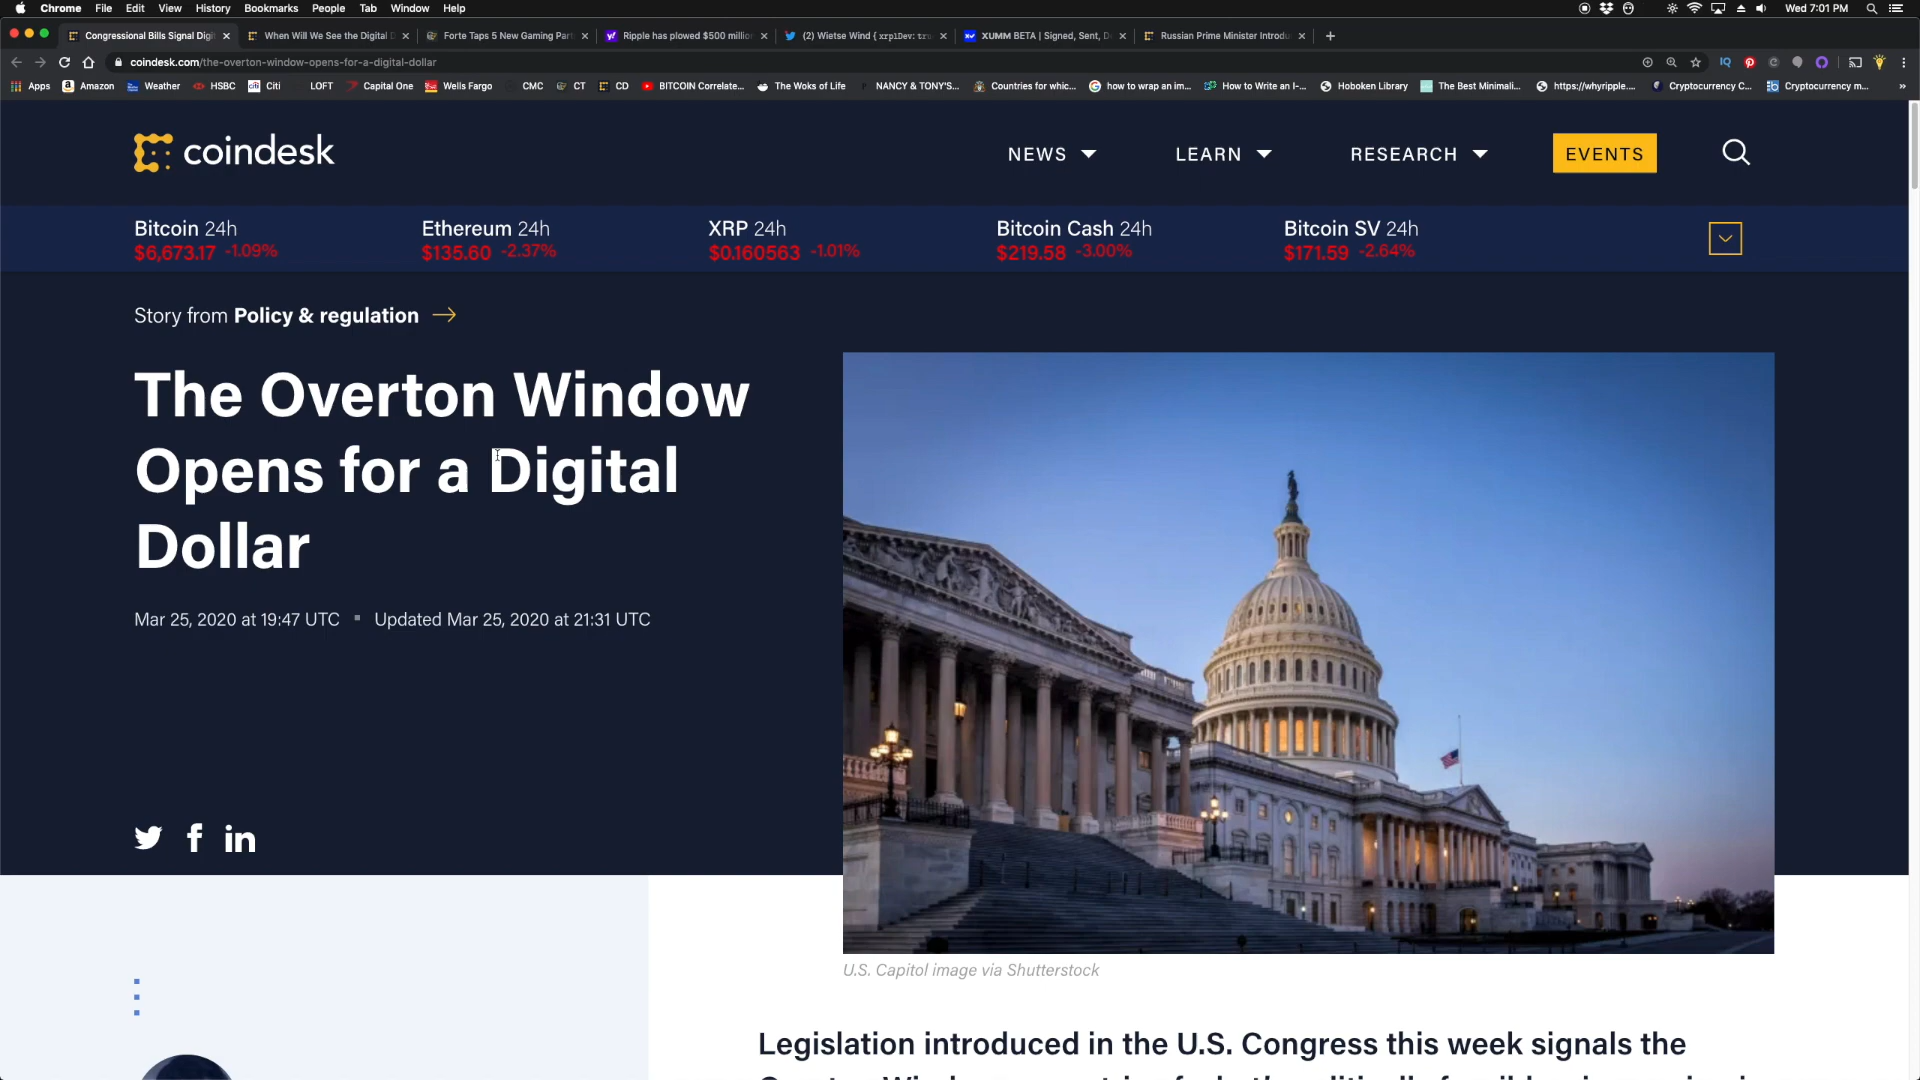 Chrome File Edit View History Bookmarks People Tab Window Help Wed 7:01 PM
Congressional Bills Signal Digi When Will We See the Digital D Forte Taps 5 New Gaming Part Ripple has plowed $500 million (2) Wietse Wind { xrplDev: tru XUMM BETA | Signed, Sent, De Russian Prime Minister Introdu
coindesk.com/the-overton-window-opens-for-a-digital-dollar
Apps Amazon Weather HSBC Citi LOFT Capital One Wells Fargo CMC CT CD BITCOIN Correlate... The Woks of Life NANCY & TONY'S... Countries for whic... how to wrap an im... How to Write an I-... Hoboken Library The Best Minimali... https://whyripple.... Cryptocurrency C... Cryptocurrency m... »
coindesk NEWS LEARN RESEARCH EVENTS
Bitcoin 24h Ethereum 24h XRP 24h Bitcoin Cash 24h Bitcoin SV 24h
$6,673.17 -1.09% $135.60 -2.37% $0.160563 -1.01% $219.58 -3.00% $171.59 -2.64%
Story from Policy & regulation
The Overton Window
Opens for a Digital
Dollar
Mar 25, 2020 at 19:47 UTC Updated Mar 25, 2020 at 21:31 UTC
U.S. Capitol image via Shutterstock
Legislation introduced in the U.S. Congress this week signals the